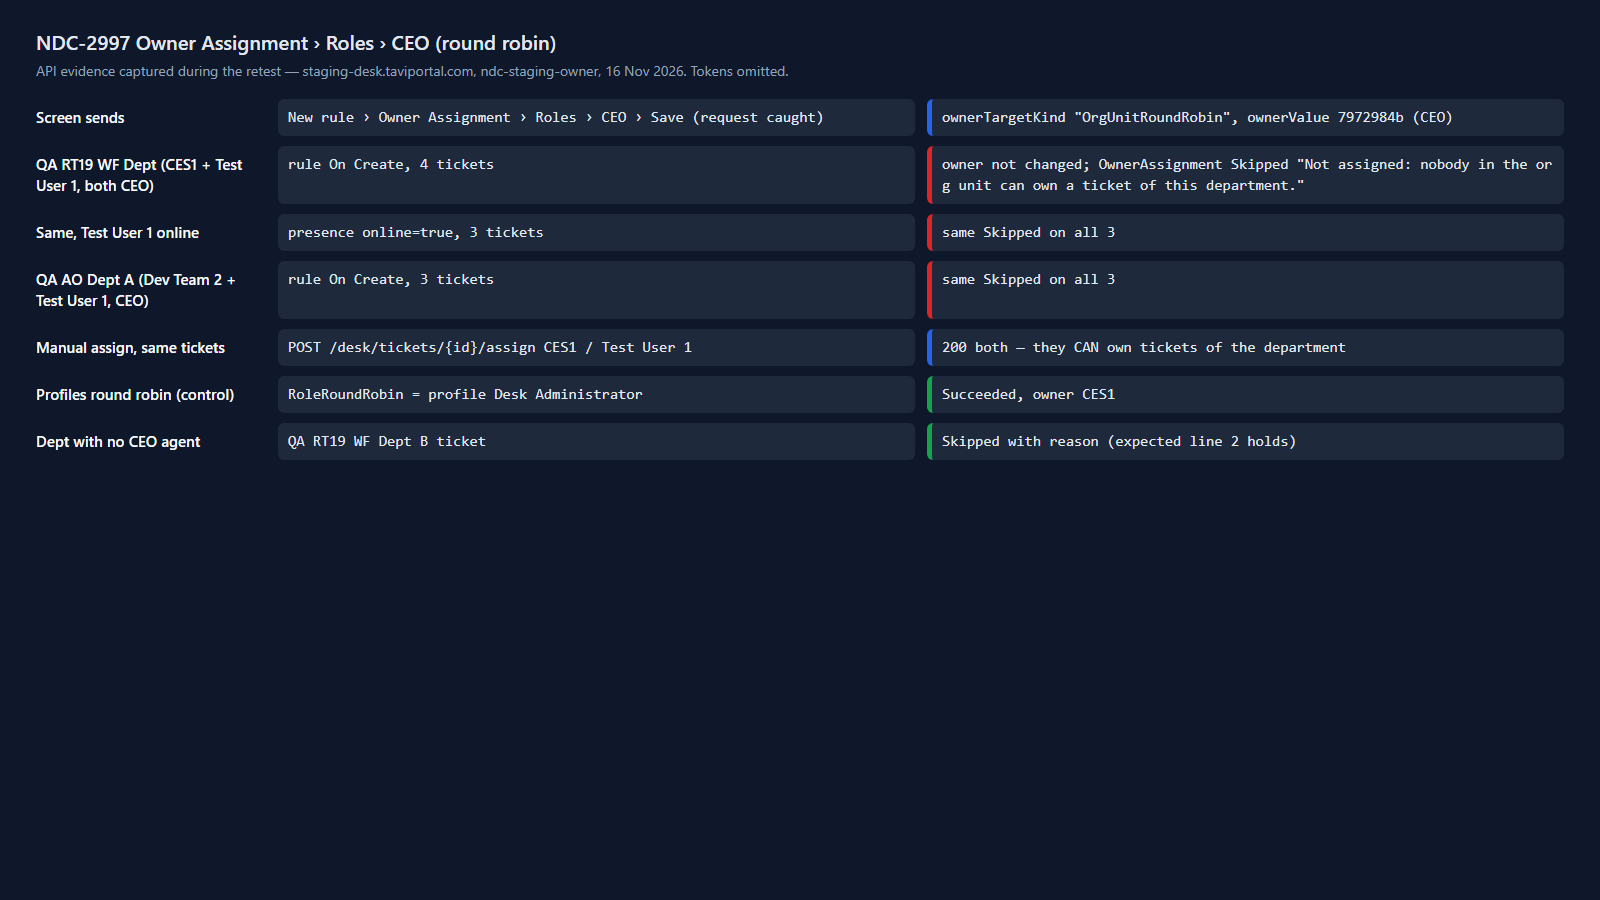 NDC-2997 Owner Assignment › Roles › CEO (round robin)
API evidence captured during the retest — staging-desk.taviportal.com, ndc-staging-owner, 16 Nov 2026. Tokens omitted.
Screen sends
New rule › Owner Assignment › Roles › CEO › Save (request caught)
ownerTargetKind "OrgUnitRoundRobin", ownerValue 7972984b (CEO)
QA RT19 WF Dept (CES1 + Test
User 1, both CEO)
rule On Create, 4 tickets
owner not changed; OwnerAssignment Skipped "Not assigned: nobody in the or
g unit can own a ticket of this department."
Same, Test User 1 online
presence online=true, 3 tickets
same Skipped on all 3
QA AO Dept A (Dev Team 2 +
Test User 1, CEO)
rule On Create, 3 tickets
same Skipped on all 3
Manual assign, same tickets
POST /desk/tickets/{id}/assign CES1 / Test User 1
200 both — they CAN own tickets of the department
Profiles round robin (control)
RoleRoundRobin = profile Desk Administrator
Succeeded, owner CES1
Dept with no CEO agent
QA RT19 WF Dept B ticket
Skipped with reason (expected line 2 holds)